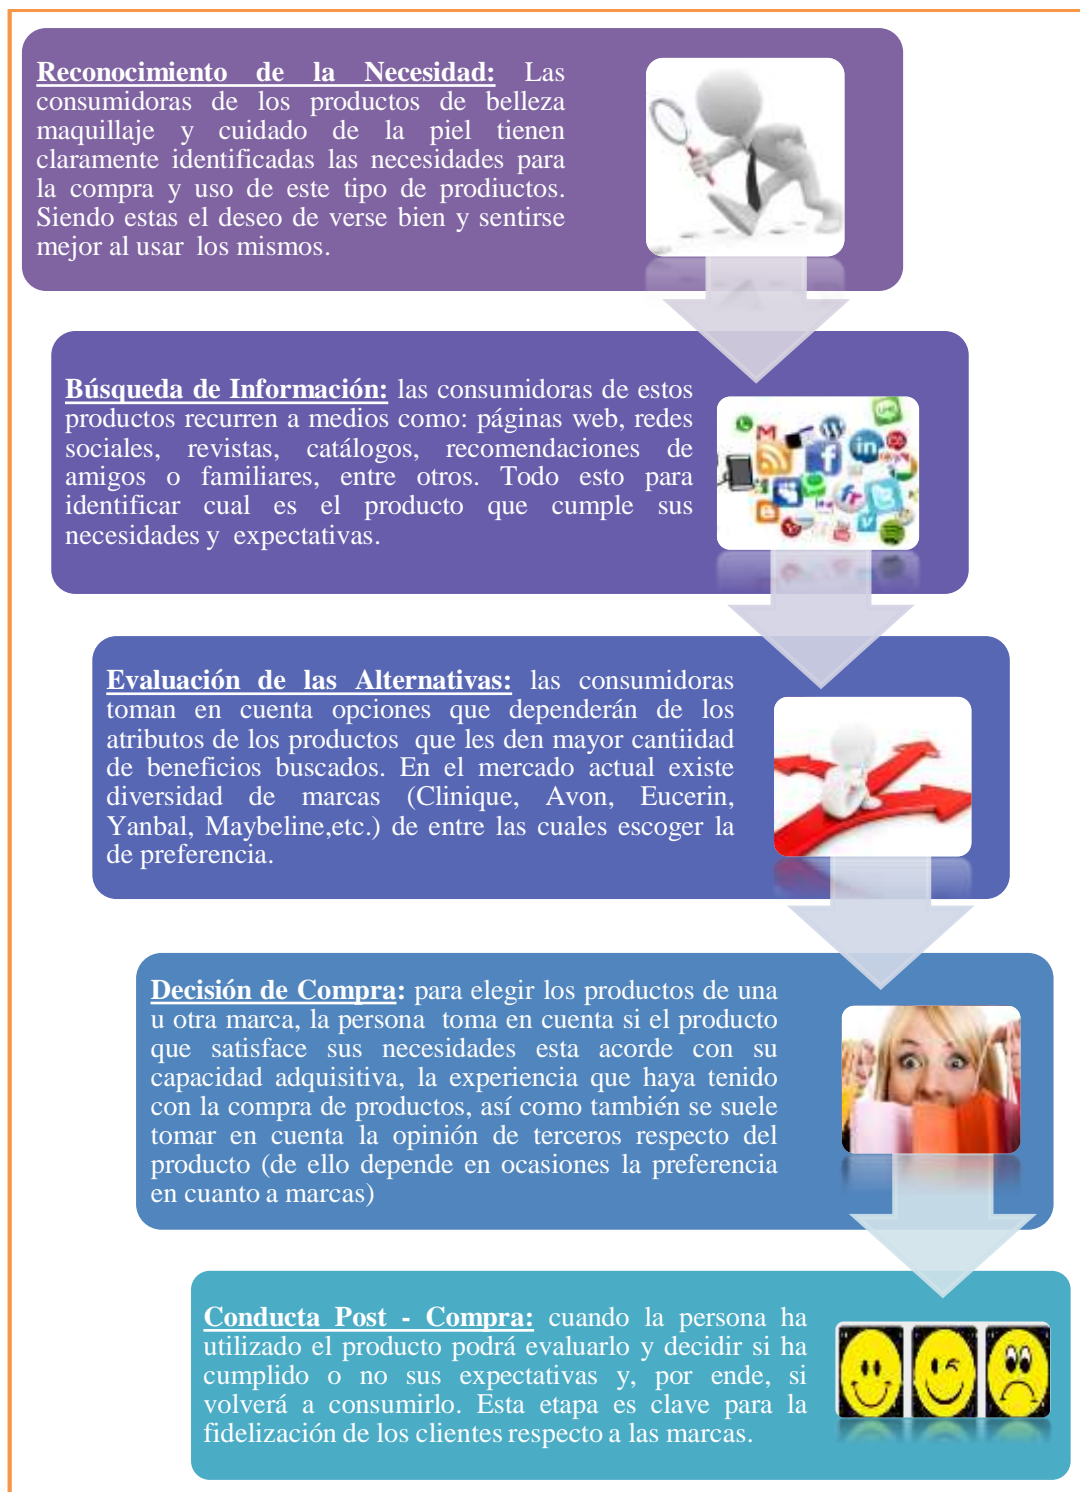 Reconocimiento de la Necesidad: Las
consumidoras de los productos de belleza
maquillaje y cuidado de la piel tienen
claramente identificadas las necesidades para
la compra y uso de este tipo de prodiuctos.
Siendo estas el deseo de verse bien y sentirse
mejor al usar los mismos.
Búsqueda de Información: las consumidoras de estos
productos recurren a medios como: páginas web, redes
sociales, revistas, catálogos, recomendaciones de
amigos o familiares, entre otros. Todo esto para
identificar cual es el producto que cumple sus
necesidades y expectativas.
Evaluación de las Alternativas: las consumidoras
toman en cuenta opciones que dependerán de los
atributos de los productos que les den mayor cantiidad
de beneficios buscados. En el mercado actual existe
diversidad de marcas (Clinique, Avon, Eucerin,
Yanbal, Maybeline,etc.) de entre las cuales escoger la
de preferencia.
Decisión de Compra: para elegir los productos de una
u otra marca, la persona toma en cuenta si el producto
que satisface sus necesidades esta acorde con su
capacidad adquisitiva, la experiencia que haya tenido
con la compra de productos, así como también se suele
tomar en cuenta la opinión de terceros respecto del
producto (de ello depende en ocasiones la preferencia
en cuanto a marcas)
Conducta Post - Compra: cuando la persona ha
utilizado el producto podrá evaluarlo y decidir si ha
cumplido o no sus expectativas y, por ende, si
volverá a consumirlo. Esta etapa es clave para la
fidelización de los clientes respecto a las marcas.